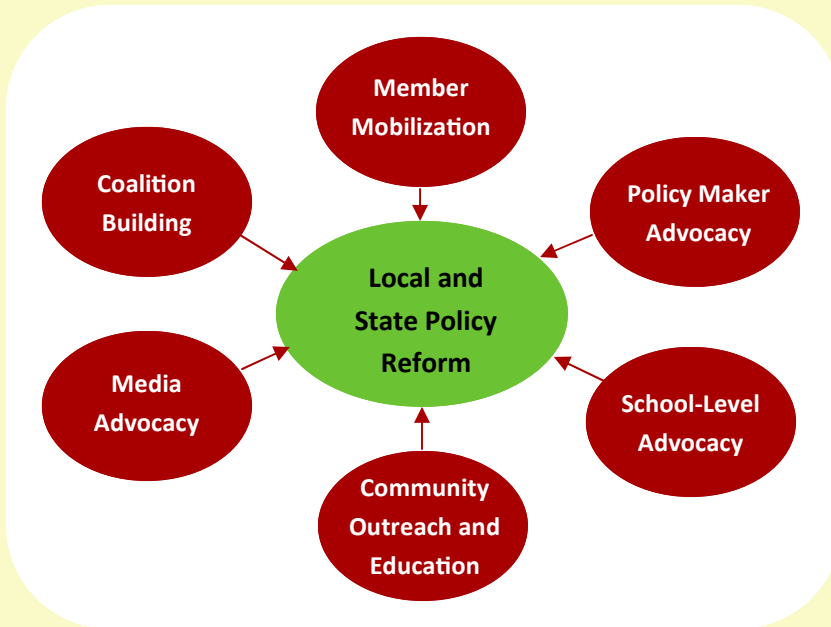 Member
Mobilization
Coalition
Building
Policy Maker
Advocacy
Local and
State Policy
Reform
Media
Advocacy
School-Level
Advocacy
Community
Outreach and
Education